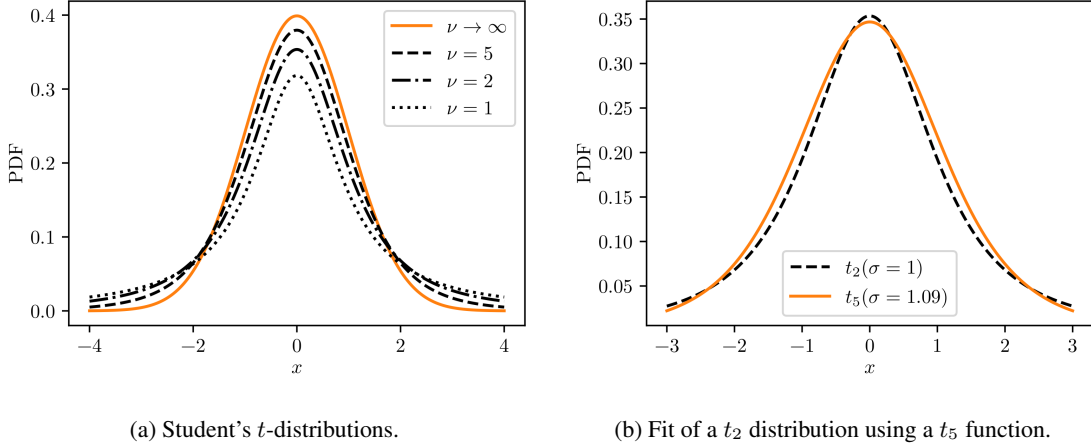 0.4
0.3
0.2
0.1
0.0
PDF
−4
−2
0
2
4
x
ν → ∞
ν = 5
ν = 2
ν = 1
(a) Student's t-distributions.
0.35
0.30
0.25
0.20
0.15
0.10
0.05
PDF
−3
−2
−1
0
1
2
3
x
t₂(σ = 1)
t₅(σ = 1.09)
(b) Fit of a t₂ distribution using a t₅ function.